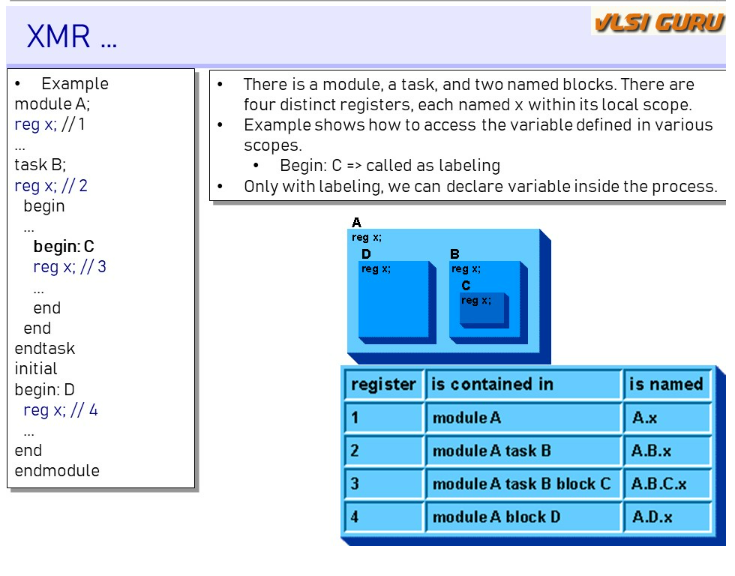 XMR ...
VLSI GURU
• Example
module A;
reg x; // 1
...
task B;
reg x; // 2
begin
...
begin: C
reg x; // 3
...
end
end
endtask
initial
begin: D
reg x; // 4
...
end
endmodule
• There is a module, a task, and two named blocks. There are
four distinct registers, each named x within its local scope.
• Example shows how to access the variable defined in various
scopes.
• Begin: C => called as labeling
• Only with labeling, we can declare variable inside the process.
A
reg x;
D
reg x;
B
reg x;
C
reg x;
register is contained in is named
1 module A A.x
2 module A task B A.B.x
3 module A task B block C A.B.C.x
4 module A block D A.D.x